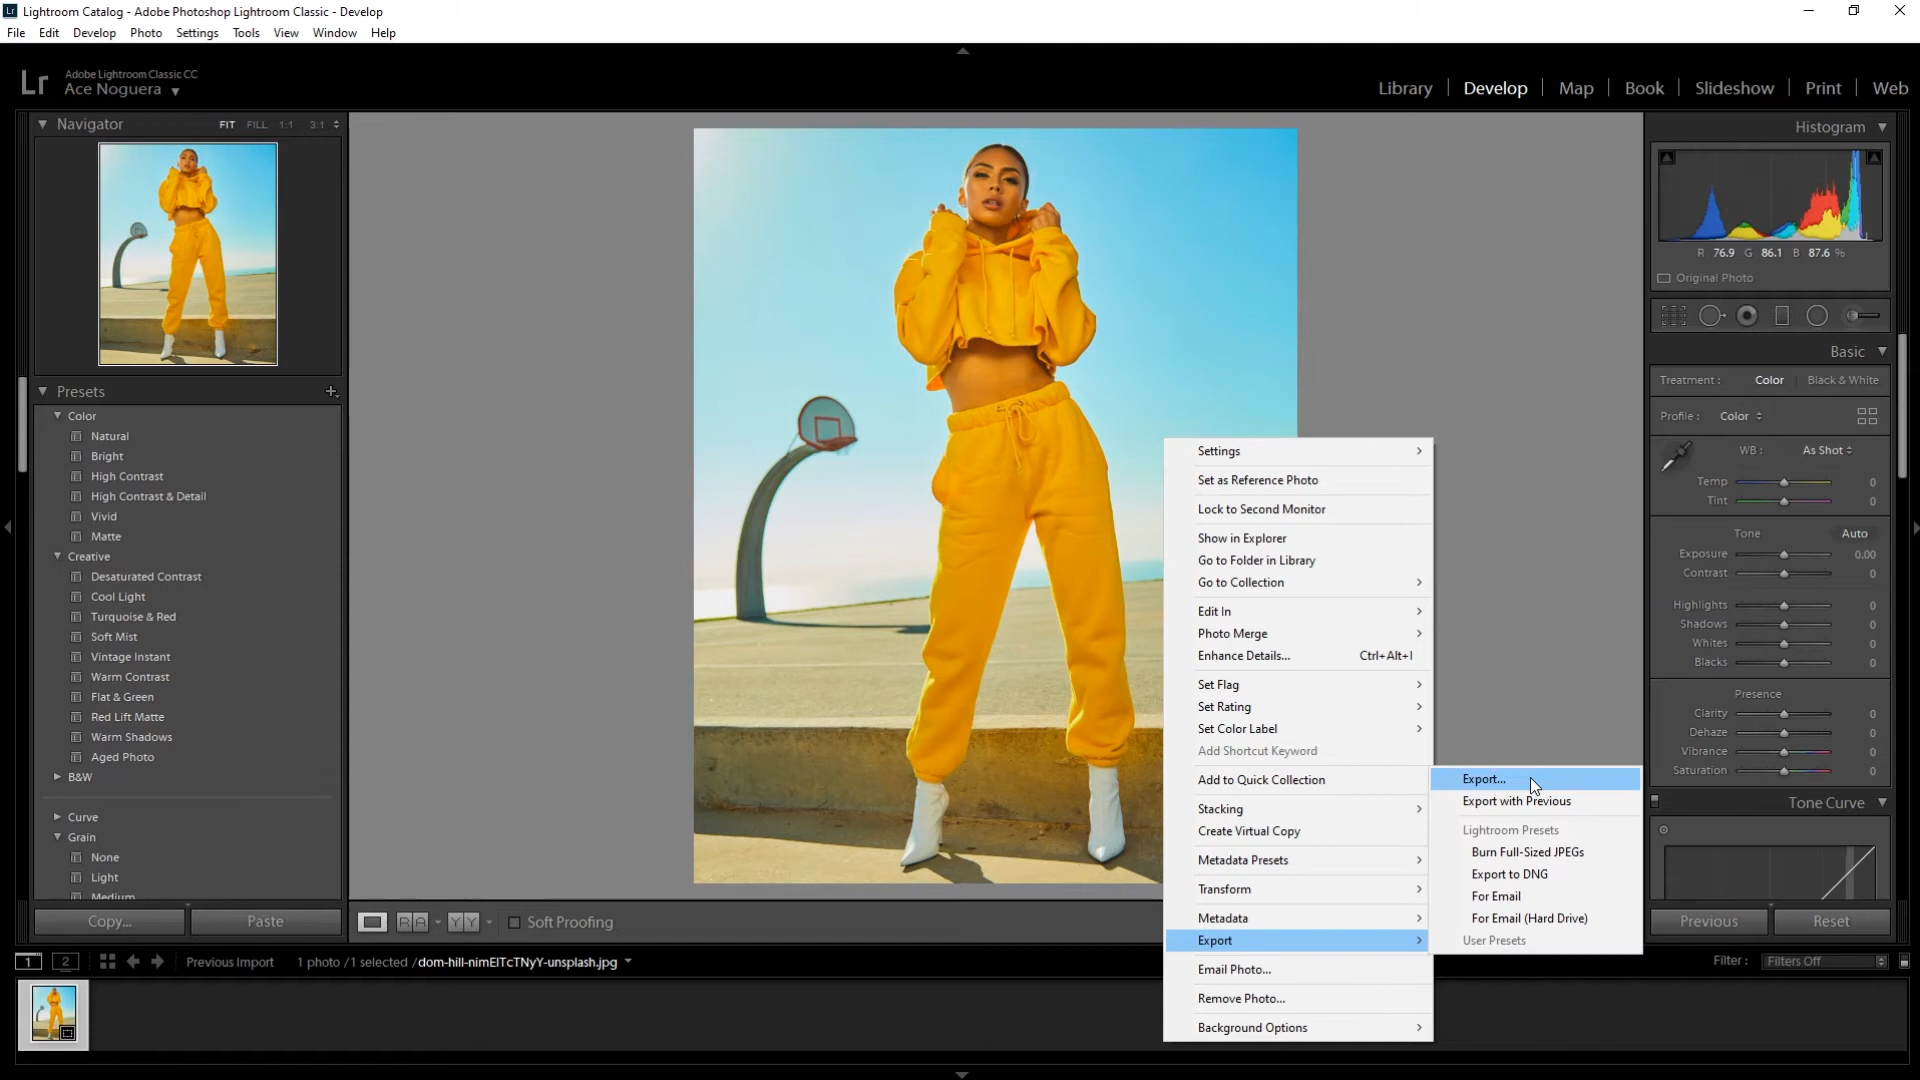 Lr Lightroom Catalog - Adobe Photoshop Lightroom Classic - Develop
File Edit Develop Photo Settings Tools View Window Help
Lr Adobe Lightroom Classic CC
Ace Noguera
Library Develop Map Book Slideshow Print Web
Navigator FIT FILL 1:1 3:1
Presets
Color
Natural
Bright
High Contrast
High Contrast & Detail
Vivid
Matte
Creative
Desaturated Contrast
Cool Light
Turquoise & Red
Soft Mist
Vintage Instant
Warm Contrast
Flat & Green
Red Lift Matte
Warm Shadows
Aged Photo
B&W
Curve
Grain
None
Light
Medium
Copy... Paste
Settings
Set as Reference Photo
Lock to Second Monitor
Show in Explorer
Go to Folder in Library
Go to Collection
Edit In
Photo Merge
Enhance Details... Ctrl+Alt+I
Set Flag
Set Rating
Set Color Label
Add Shortcut Keyword
Add to Quick Collection
Stacking
Create Virtual Copy
Metadata Presets
Transform
Metadata
Export
Email Photo...
Remove Photo...
Background Options
Export...
Export with Previous
Lightroom Presets
Burn Full-Sized JPEGs
Export to DNG
For Email
For Email (Hard Drive)
User Presets
Histogram
R 76.9 G 86.1 B 87.6 %
Original Photo
Basic
Treatment : Color Black & White
Profile : Color
WB : As Shot
Temp 0
Tint 0
Tone Auto
Exposure 0.00
Contrast 0
Highlights 0
Shadows 0
Whites 0
Blacks 0
Presence
Clarity 0
Dehaze 0
Vibrance 0
Saturation 0
Tone Curve
Previous Reset
R A Y Y Soft Proofing
1 2 Previous Import 1 photo /1 selected /dom-hill-nimElTcTNyY-unsplash.jpg
Filter : Filters Off